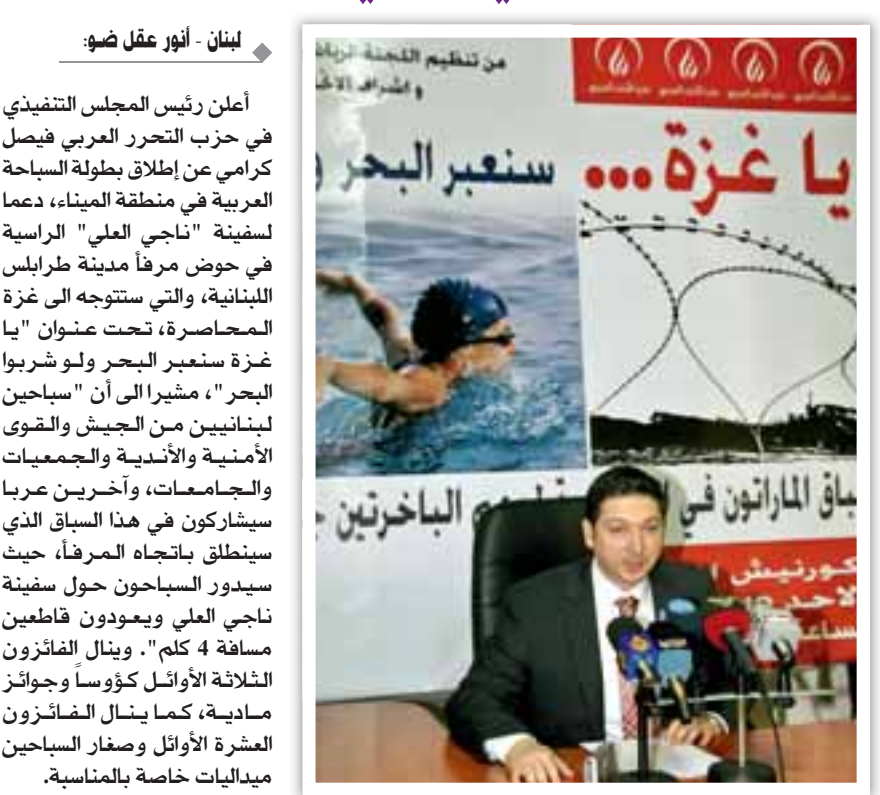 لبنان - أنور عقل ضو:
أعلن رئيس المجلس التنفيذي
في حزب التحرر العربي فيصل
كرامي عن إطلاق بطولة السباحة
العربية في منطقة الميناء، دعما
لسفينة "ناجي العلي" الراسية
في حوض مرفأ مدينة طرابلس
اللبنانية، والتي ستتوجه الى غزة
المحاصرة، تحت عنوان "يا
غزة سنعبر البحر ولو شربوا
البحر"، مشيرا الى أن "سباحين
لبنانيين من الجيش والقوى
الأمنية والأندية والجمعيات
والجامعات، وآخرين عربا
سيشاركون في هذا السباق الذي
سينطلق باتجاه المرفأ، حيث
سيدور السباحون حول سفينة
ناجي العلي ويعودون قاطعين
مسافة 4 كلم". وينال الفائزون
الثلاثة الأوائل كؤوساً وجوائز
مادية، كما ينال الفائزون
العشرة الأوائل وصغار السباحين
ميداليات خاصة بالمناسبة.
من تنظيم اللجنة
و اشراف
يا غزة... سنعبر البحر و
الماراتون في الباخرتين
كورنيش